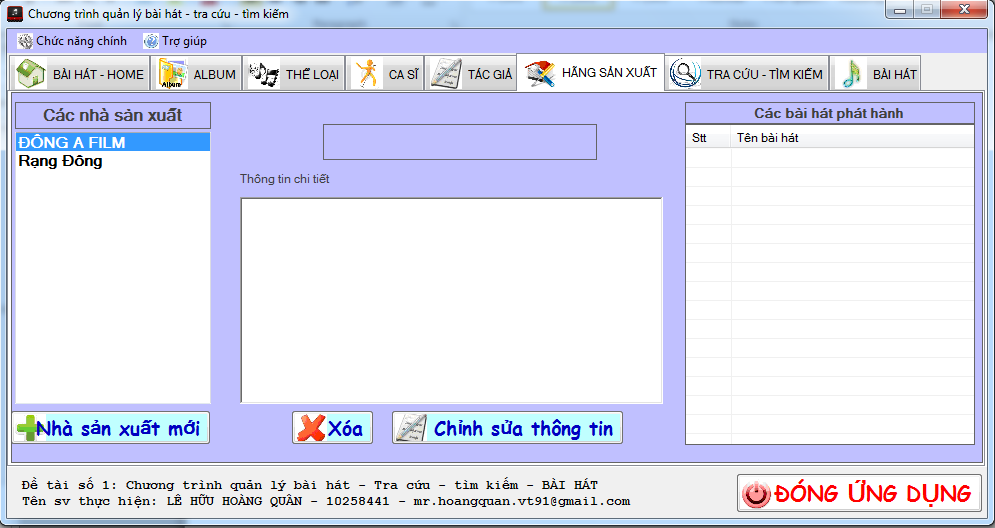 Chương trình quản lý bài hát - tra cứu - tìm kiếm
Chức năng chính Trợ giúp
BÀI HÁT - HOME ALBUM THỂ LOẠI CA SĨ TÁC GIẢ HÃNG SẢN XUẤT TRA CỨU - TÌM KIẾM BÀI HÁT
Album
Các nhà sản xuất
ĐÔNG A FILM
Rạng Đông
Thông tin chi tiết
Các bài hát phát hành
Stt Tên bài hát
Nhà sản xuất mới
Xóa
Chỉnh sửa thông tin
Đề tài số 1: Chương trình quản lý bài hát - Tra cứu - tìm kiếm - BÀI HÁT
Tên sv thực hiện: LÊ HỮU HOÀNG QUÂN - 10258441 - mr.hoangquan.vt91@gmail.com
ĐÓNG ỨNG DỤNG